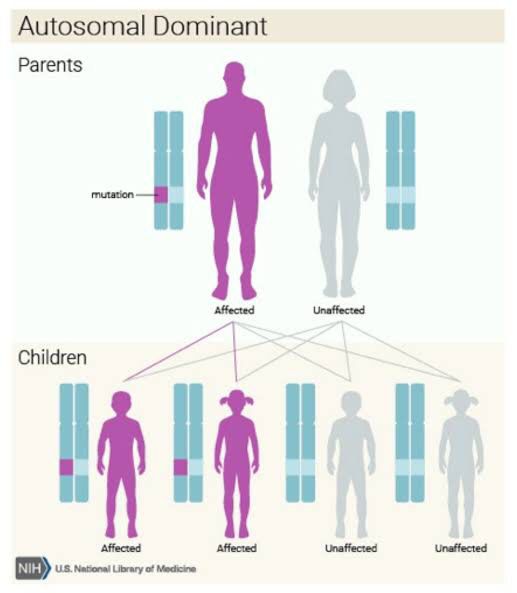 Autosomal Dominant
Parents
mutation
Affected
Unaffected
Children
Affected
Affected
Unaffected
Unaffected
NIH U.S. National Library of Medicine